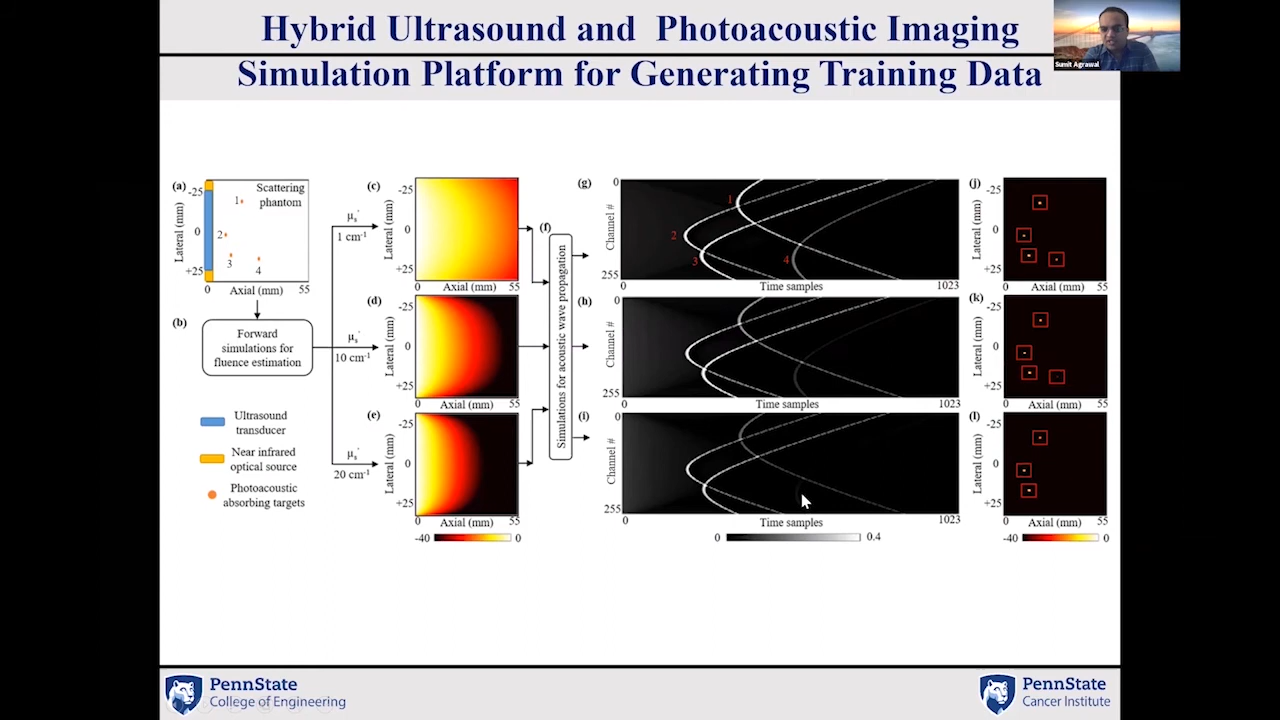 Hybrid Ultrasound and Photoacoustic Imaging
Simulation Platform for Generating Training Data
Sumit Agrawal
(a)
-25
Scattering
phantom
Lateral (mm)
0
+25
1
2
3
4
0
Axial (mm)
55
(b)
Forward
simulations for
fluence estimation
Ultrasound
transducer
Near infrared
optical source
Photoacoustic
absorbing targets
μs'
1 cm-1
μs'
10 cm-1
μs'
20 cm-1
(c)
-25
Lateral (mm)
0
+25
0
Axial (mm)
55
(d)
-25
Lateral (mm)
0
+25
0
Axial (mm)
55
(e)
-25
Lateral (mm)
0
+25
0
Axial (mm)
55
-40
0
(f)
Simulations for acoustic wave propagation
(g)
0
Channel #
255
1
2
3
4
0
Time samples
1023
(h)
0
Channel #
255
0
Time samples
1023
(i)
0
Channel #
255
0
Time samples
1023
0
0.4
(j)
-25
Lateral (mm)
0
+25
0
Axial (mm)
55
(k)
-25
Lateral (mm)
0
+25
0
Axial (mm)
55
(l)
-25
Lateral (mm)
0
+25
0
Axial (mm)
55
-40
0
PennState
College of Engineering
PennState
Cancer Institute